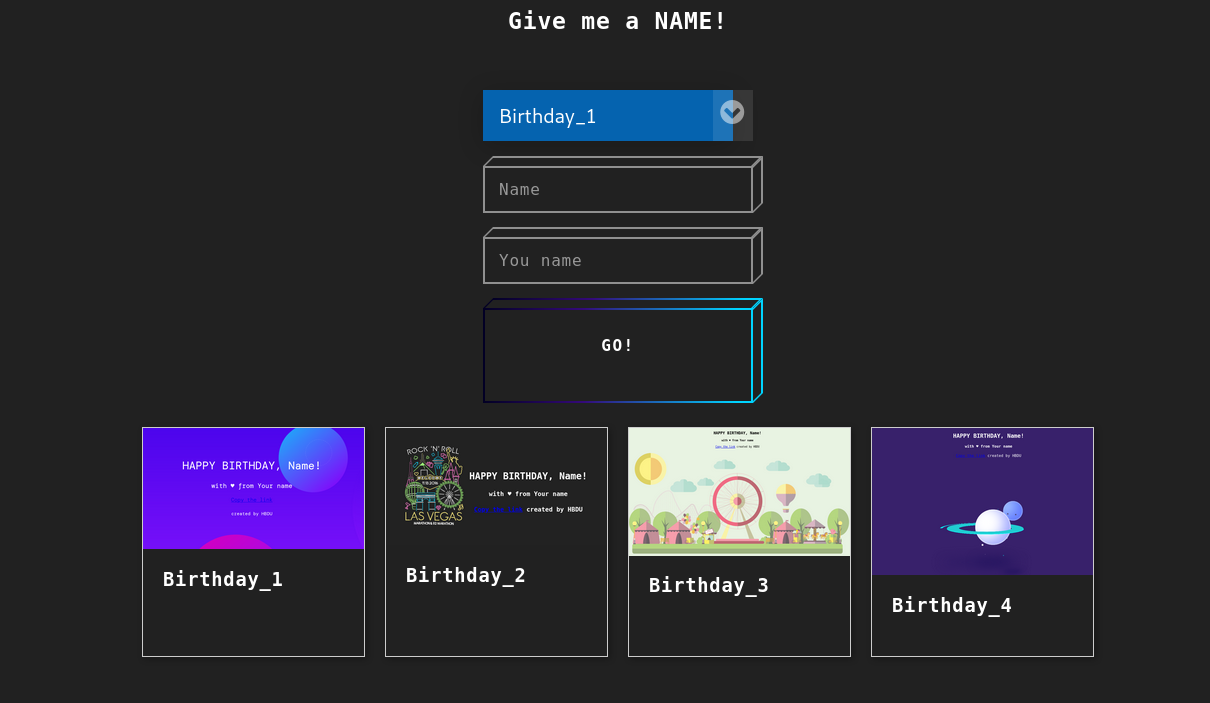 Give me a NAME!
Birthday_1
Name
You name
GO!
HAPPY BIRTHDAY, Name!
with ♥ from Your name
Copy the link
created by HBDU
Birthday_1
ROCK 'N' ROLL
LAS VEGAS
HAPPY BIRTHDAY, Name!
with ♥ from Your name
Copy the link created by HBDU
Birthday_2
HAPPY BIRTHDAY, Name!
with ♥ from Your name
Copy the link created by HBDU
Birthday_3
HAPPY BIRTHDAY, Name!
with ♥ from Your name
Copy the link created by HBDU
Birthday_4